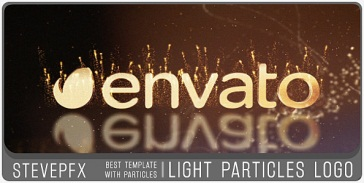 envato
STEVEPFX
BEST TEMPLATE
WITH PARTICLES
LIGHT PARTICLES LOGO